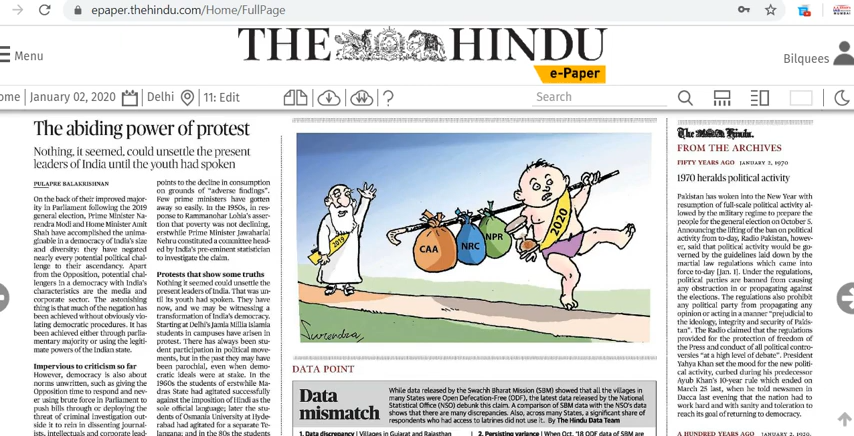 epaper.thehindu.com/Home/FullPage
Menu
THE HINDU
e-Paper
Bilquees
ome
January 02, 2020
Delhi
11: Edit
Search
The abiding power of protest
Nothing, it seemed, could unsettle the present
leaders of India until the youth had spoken
PULAPRE BALAKRISHNAN
On the back of their improved major-
ity in Parliament following the 2019
general election, Prime Minister Na-
rendra Modi and Home Minister Amit
Shah have accomplished the unima-
ginable in a democracy of India's size
and diversity: they have negated
nearly every potential political chal-
lenge to their ascendancy. Apart
from the Opposition, potential chal-
lengers in a democracy with India's
characteristics are the media and
corporate sector. The astonishing
thing is that much of the negation has
been achieved without obviously vio-
lating democratic procedures. It has
been achieved either through parlia-
mentary majority or using the legiti-
mate powers of the Indian state.
Impervious to criticism so far
However, democracy is also about
norms unwritten, such as giving the
Opposition time to respond and nev-
er using brute force in Parliament to
push bills through or deploying the
threat of criminal investigation out-
side it to rein in dissenting journal-
ists, intellectuals and corporate lead-
points to the decline in consumption
on grounds of "adverse findings".
Few prime ministers have gotten
away so easily. In the 1950s, in res-
ponse to Rammanohar Lohia's asser-
tion that poverty was not declining,
erstwhile Prime Minister Jawaharlal
Nehru constituted a committee head-
ed by India's pre-eminent statistician
to investigate the claim.
Protests that show some truths
Nothing it seemed could unsettle the
present leaders of India. That was un-
til its youth had spoken. They have
now, and we may be witnessing a
transformation of India's democracy.
Starting at Delhi's Jamia Millia Islamia
students in campuses have arisen in
protest. There has always been stu-
dent participation in political move-
ments, but in the past they may have
been parochial, even when demo-
cratic ideals were at stake. In the
1960s the students of erstwhile Ma-
dras State had agitated successfully
against the imposition of Hindi as the
sole official language; later the stu-
dents of Osmania University at Hyde-
rabad had agitated for a separate Te-
langana; and in the 80s the students
2019
CAA
NRC
NPR
2020
Surendra
DATA POINT
Data
mismatch
While data released by the Swachh Bharat Mission (SBM) showed that all the villages in
many States were Open Defecation-Free (ODF), the latest data released by the National
Statistical Office (NSO) debunk this claim. A comparison of SBM data with the NSO's data
shows that there are many discrepancies. Also, across many States, a significant share of
respondents who had access to latrines did not use it. By The Hindu Data Team
1. Data discrepancy | Villages in Gujarat and Rajasthan
2. Persisting variance | When Oct. '18 ODF data of SBM are
The Hindu.
FROM THE ARCHIVES
FIFTY YEARS AGO JANUARY 2, 1970
1970 heralds political activity
Pakistan has woken into the New Year with
resumption of full-scale political activity al-
lowed by the military regime to prepare the
people for the general election on October 5.
Announcing the lifting of the ban on political
activity from to-day, Radio Pakistan, howev-
er, said that political activity would be go-
verned by the guidelines laid down by the
martial law regulations which came into
force to-day [Jan. 1]. Under the regulations,
political parties are banned from causing
any obstruction in or propagating against
the elections. The regulations also prohibit
any political party from propagating any
opinion or acting in a manner "prejudicial to
the ideology, integrity and security of Pakis-
tan". The Radio claimed that the regulations
provided for the protection of freedom of
the Press and conduct of all political contro-
versies "at a high level of debate". President
Yahya Khan set the mood for the new politi-
cal activity, curbed during his predecessor
Ayub Khan's 10-year rule which ended on
March 25 last, when he told newsmen in
Dacca last evening that the nation had to
work hard and with sanity and toleration to
reach its goal of returning to democracy.
A HUNDRED YEARS AGO JANUARY 2, 1920.